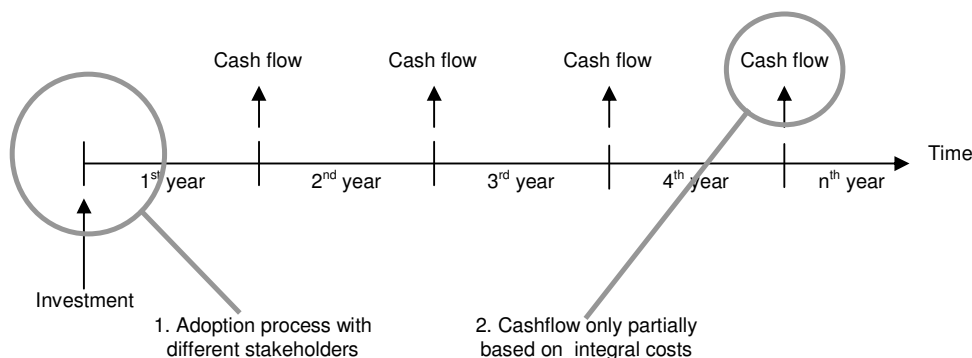 Cash flow
Cash flow
Cash flow
Cash flow
Time
1st year
2nd year
3rd year
4th year
nth year
Investment
1. Adoption process with
different stakeholders
2. Cashflow only partially
based on integral costs